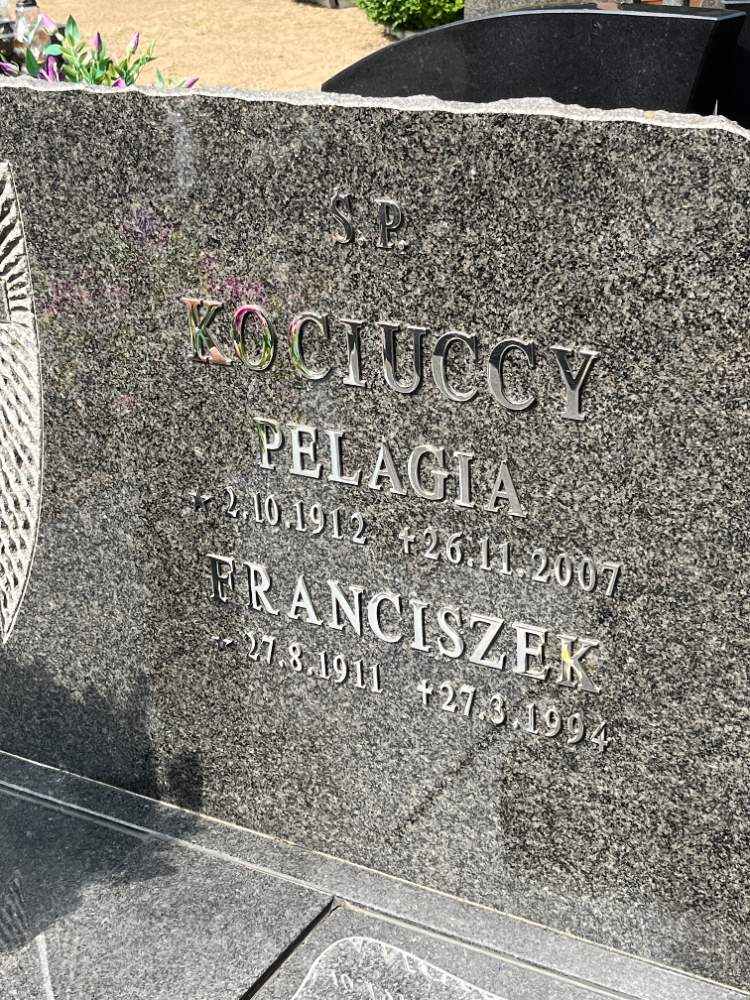 Ś.P.
KOCIUCCY
PELAGIA
* 2.10.1912 +26.11.2007
FRANCISZEK
* 27.8.1911 +27.3.1994